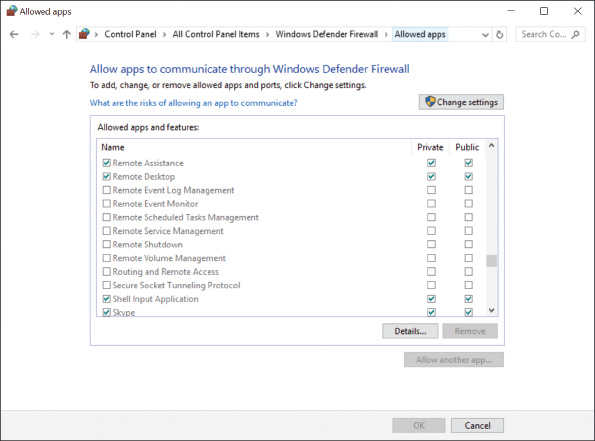 Allowed apps
Control Panel > All Control Panel Items > Windows Defender Firewall > Allowed apps
Search Co...
Allow apps to communicate through Windows Defender Firewall
To add, change, or remove allowed apps and ports, click Change settings.
What are the risks of allowing an app to communicate?
Change settings
Allowed apps and features:
Name Private Public
Remote Assistance
Remote Desktop
Remote Event Log Management
Remote Event Monitor
Remote Scheduled Tasks Management
Remote Service Management
Remote Shutdown
Remote Volume Management
Routing and Remote Access
Secure Socket Tunneling Protocol
Shell Input Application
Skype
Details... Remove
Allow another app...
OK Cancel